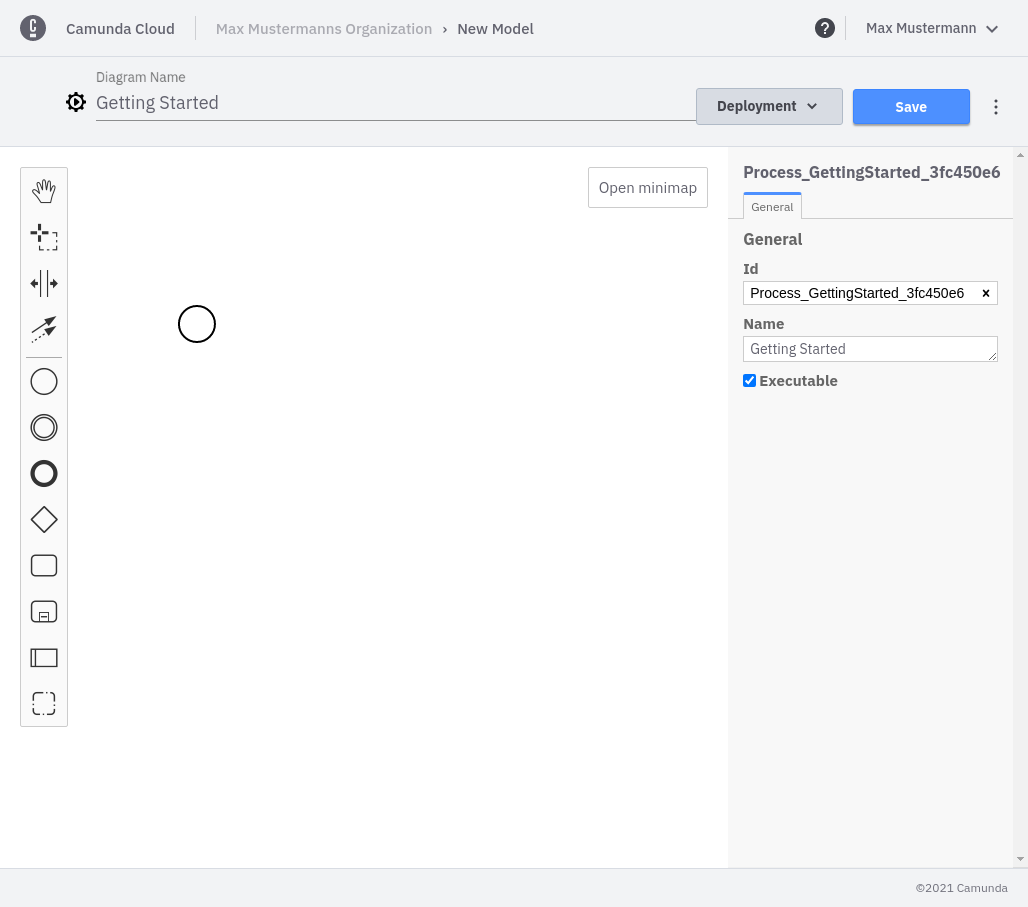 Camunda Cloud
Max Mustermanns Organization › New Model
?
Max Mustermann
Diagram Name
Getting Started
Deployment
Save
Open minimap
Process_GettingStarted_3fc450e6
General
General
Id
Process_GettingStarted_3fc450e6 ×
Name
Getting Started
Executable
©2021 Camunda